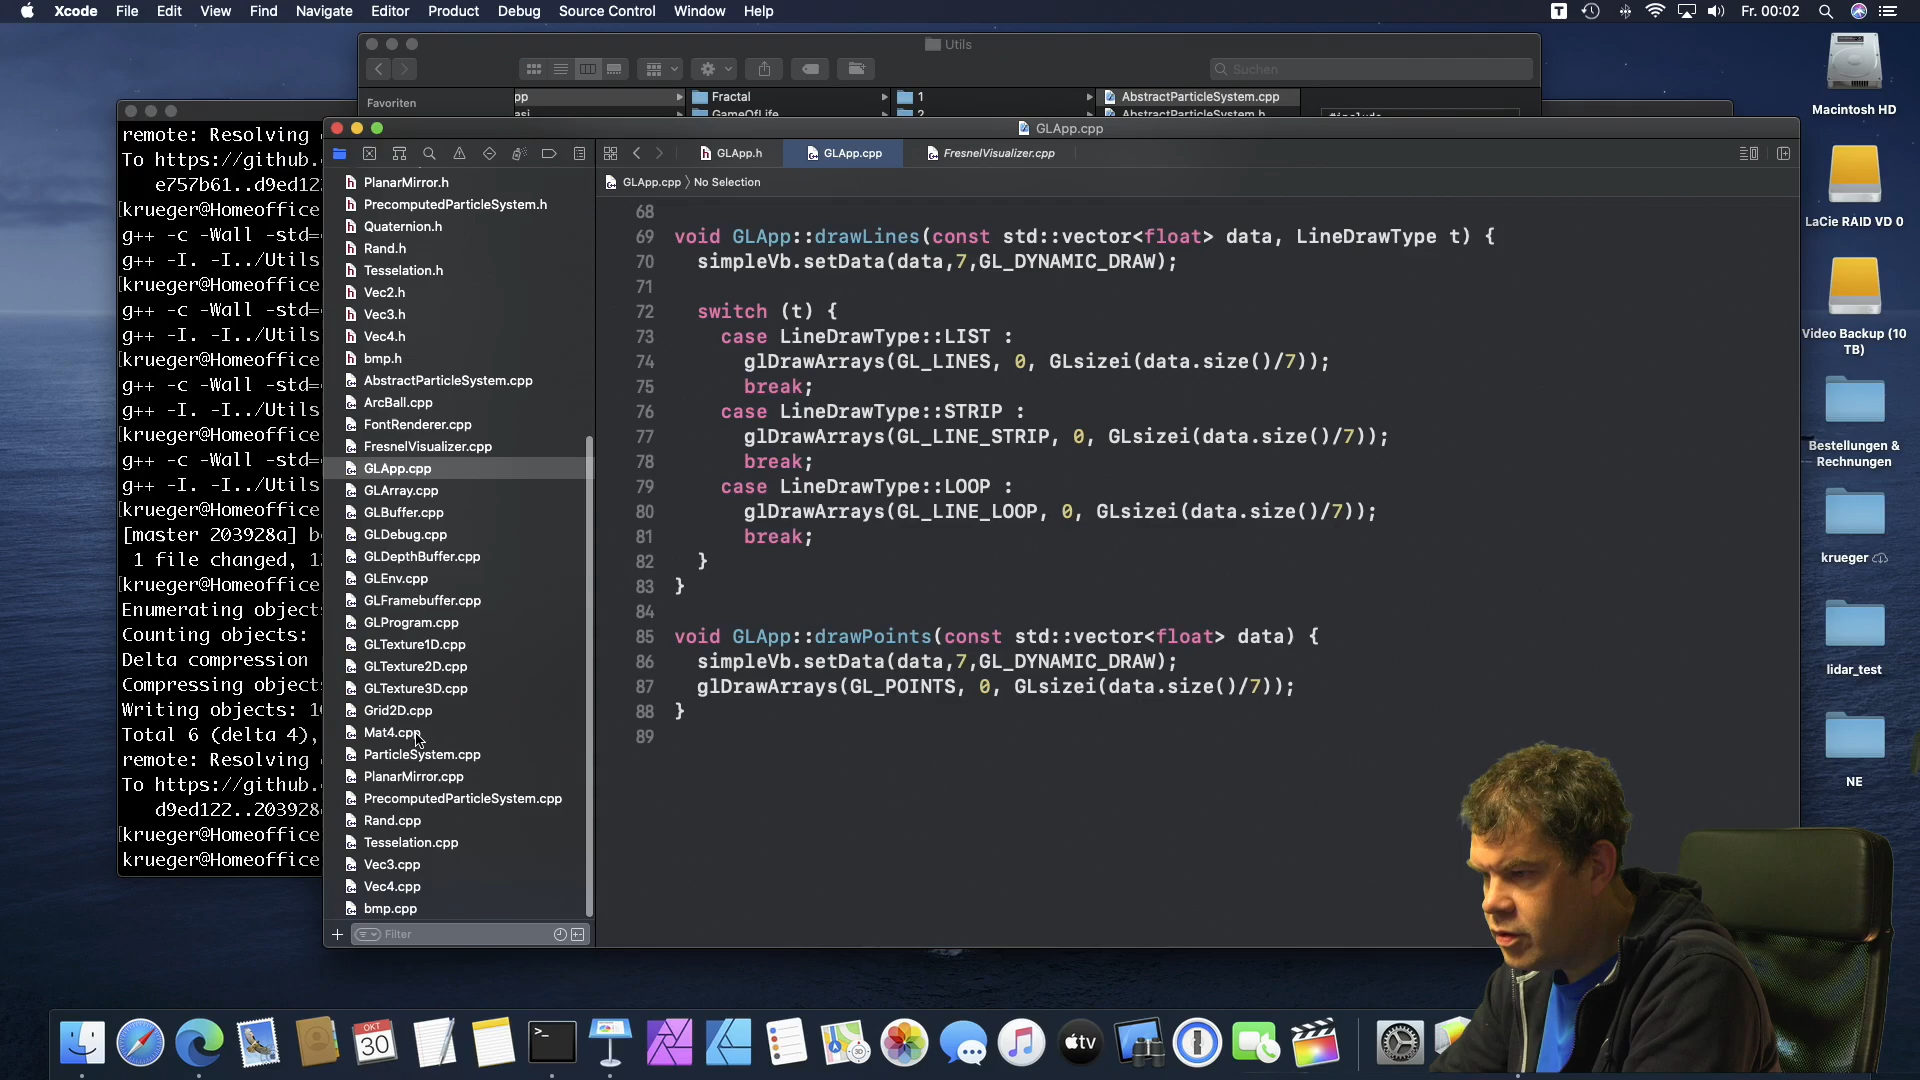 Xcode File Edit View Find Navigate Editor Product Debug Source Control Window Help
Fr. 00:02
Utils
Suchen
Favoriten
pp
Fractal
1
AbstractParticleSystem.cpp
GameOfLife
2
AbstractParticleSystem.h
remote: Resolving
To https://github.
e757b61..d9ed122
krueger@Homeoffice
g++ -c -Wall -std=
g++ -I. -I../Utils
krueger@Homeoffice
g++ -c -Wall -std=
g++ -I. -I../Utils
krueger@Homeoffice
g++ -c -Wall -std=
g++ -I. -I../Utils
krueger@Homeoffice
g++ -c -Wall -std=
g++ -I. -I../Utils
krueger@Homeoffice
[master 203928a]
1 file changed,
krueger@Homeoffice
Enumerating objects
Counting objects:
Delta compression
Compressing objects
Writing objects:
Total 6 (delta 4),
remote: Resolving
To https://github.
d9ed122..203928
krueger@Homeoffice
krueger@Homeoffice
GLApp.cpp
GLApp.h
GLApp.cpp
FresnelVisualizer.cpp
GLApp.cpp
No Selection
PlanarMirror.h
PrecomputedParticleSystem.h
Quaternion.h
Rand.h
Tesselation.h
Vec2.h
Vec3.h
Vec4.h
bmp.h
AbstractParticleSystem.cpp
ArcBall.cpp
FontRenderer.cpp
FresnelVisualizer.cpp
GLApp.cpp
GLArray.cpp
GLBuffer.cpp
GLDebug.cpp
GLDepthBuffer.cpp
GLEnv.cpp
GLFramebuffer.cpp
GLProgram.cpp
GLTexture1D.cpp
GLTexture2D.cpp
GLTexture3D.cpp
Grid2D.cpp
Mat4.cpp
ParticleSystem.cpp
PlanarMirror.cpp
PrecomputedParticleSystem.cpp
Rand.cpp
Tesselation.cpp
Vec3.cpp
Vec4.cpp
bmp.cpp
Filter
68
69 void GLApp::drawLines(const std::vector<float> data, LineDrawType t) {
70 simpleVb.setData(data,7,GL_DYNAMIC_DRAW);
71
72 switch (t) {
73 case LineDrawType::LIST :
74 glDrawArrays(GL_LINES, 0, GLsizei(data.size()/7));
75 break;
76 case LineDrawType::STRIP :
77 glDrawArrays(GL_LINE_STRIP, 0, GLsizei(data.size()/7));
78 break;
79 case LineDrawType::LOOP :
80 glDrawArrays(GL_LINE_LOOP, 0, GLsizei(data.size()/7));
81 break;
82 }
83 }
84
85 void GLApp::drawPoints(const std::vector<float> data) {
86 simpleVb.setData(data,7,GL_DYNAMIC_DRAW);
87 glDrawArrays(GL_POINTS, 0, GLsizei(data.size()/7));
88 }
89
Macintosh HD
LaCie RAID VD 0
Video Backup (10
TB)
Bestellungen &
Rechnungen
krueger
lidar_test
NE
OKT
30
tv